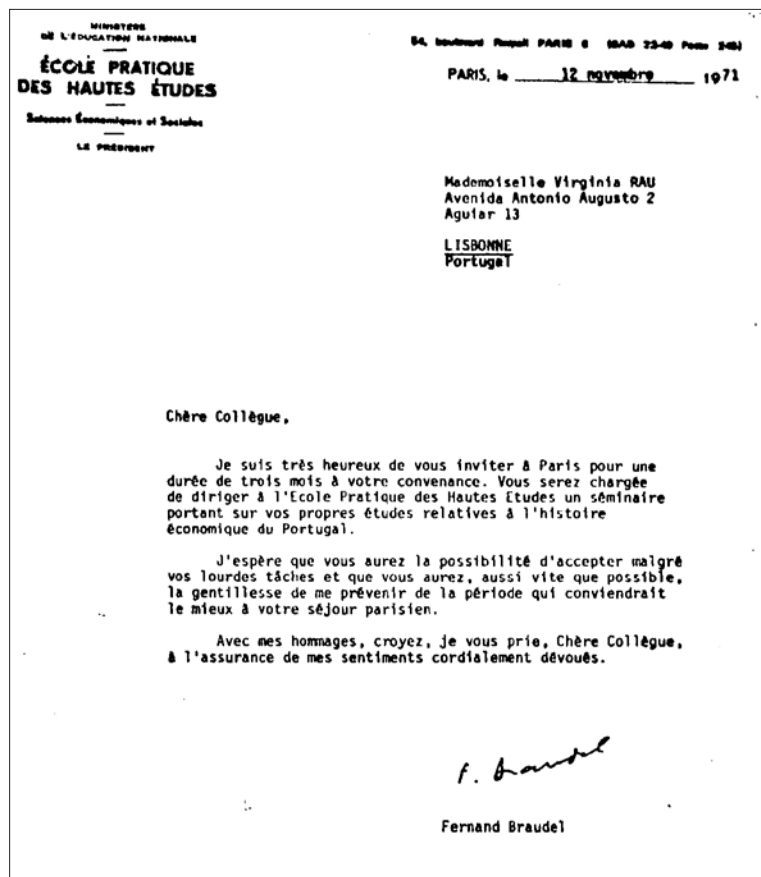 MINISTERE
DE L'ÉDUCATION NATIONALE
ÉCOLE PRATIQUE
DES HAUTES ÉTUDES
Sciences Économiques et Sociales
LE PRÉSIDENT
54, boulevard Raspail PARIS 6
PARIS, le 12 novembre 1971
Mademoiselle Virginia RAU
Avenida Antonio Augusto 2
Aguiar 13
LISBONNE
Portugal
Chère Collègue,
Je suis très heureux de vous inviter à Paris pour une
durée de trois mois à votre convenance. Vous serez chargée
de diriger à l'Ecole Pratique des Hautes Etudes un séminaire
portant sur vos propres études relatives à l'histoire
économique du Portugal.
J'espère que vous aurez la possibilité d'accepter malgré
vos lourdes tâches et que vous aurez, aussi vite que possible,
la gentillesse de me prévenir de la période qui conviendrait
le mieux à votre séjour parisien.
Avec mes hommages, croyez, je vous prie, Chère Collègue,
à l'assurance de mes sentiments cordialement dévoués.
F. Braudel
Fernand Braudel